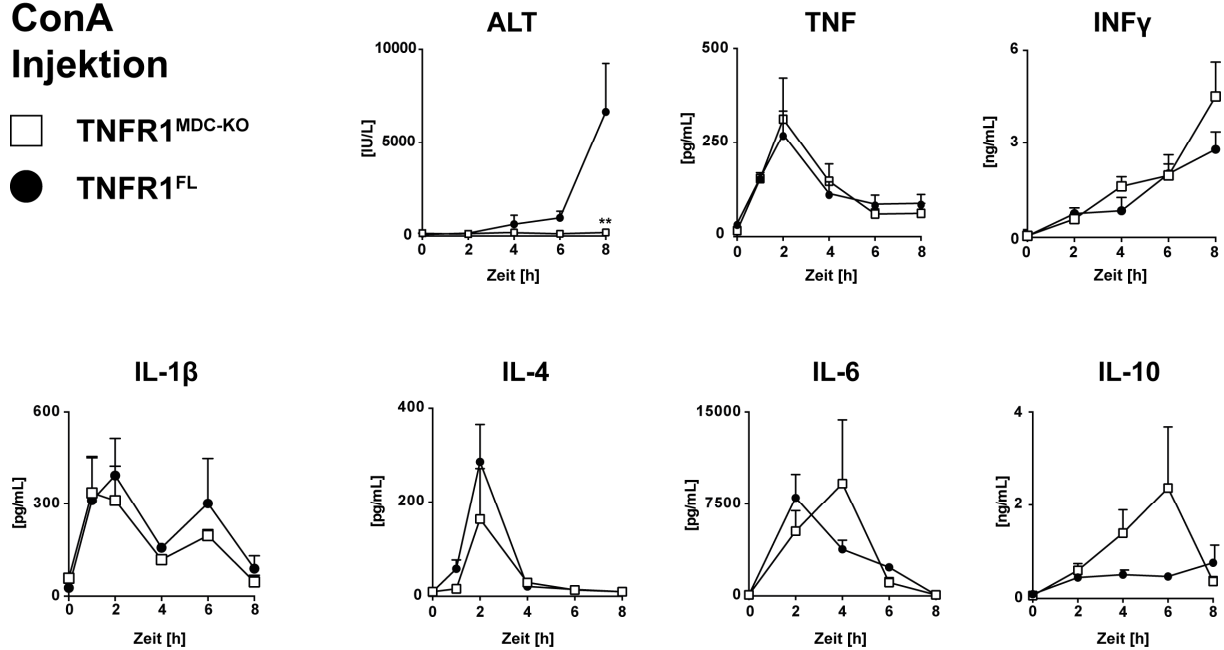 ConA
Injektion
TNFR1MDC-KO
TNFR1FL
ALT
10000
5000
0
[IU/L]
**
0 2 4 6 8
Zeit [h]
TNF
500
250
0
[pg/mL]
0 2 4 6 8
Zeit [h]
INFγ
6
3
0
[ng/mL]
0 2 4 6 8
Zeit [h]
IL-1β
600
300
0
[pg/mL]
0 2 4 6 8
Zeit [h]
IL-4
400
200
0
[pg/mL]
0 2 4 6 8
Zeit [h]
IL-6
15000
7500
0
[pg/mL]
0 2 4 6 8
Zeit [h]
IL-10
4
2
0
[ng/mL]
0 2 4 6 8
Zeit [h]